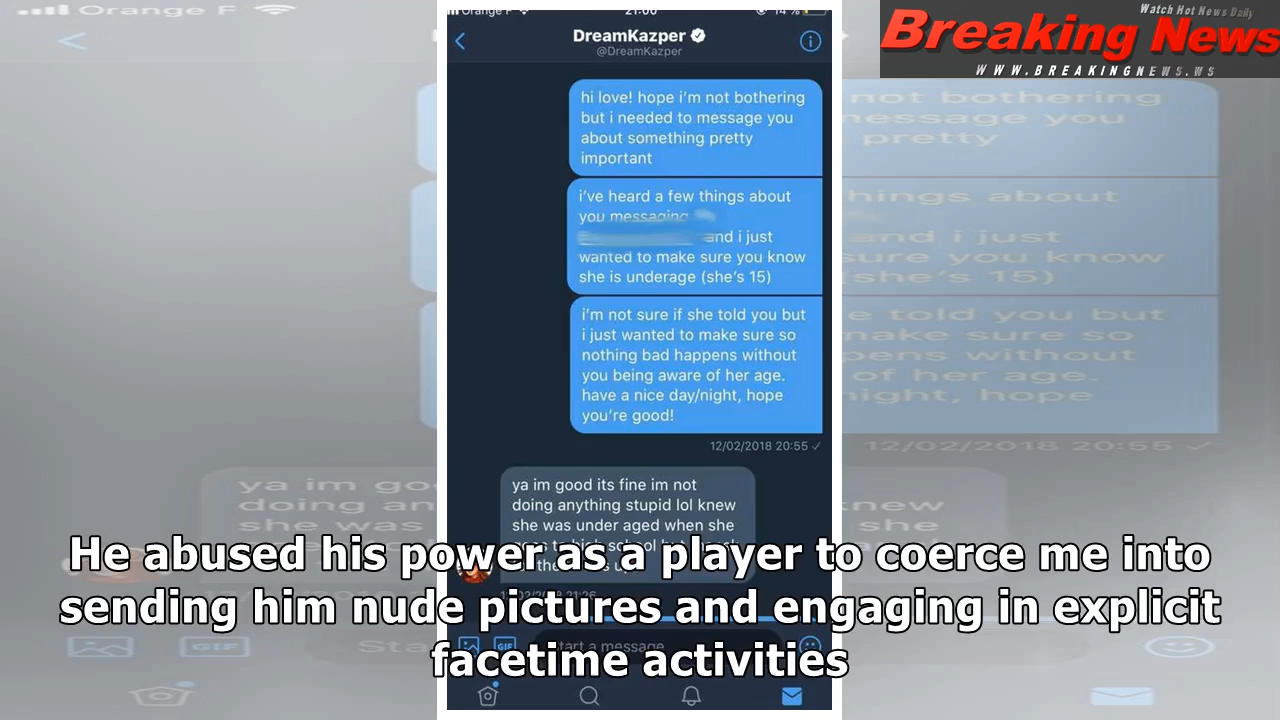 Orange F
21:00
14 %
Watch Hot News Daily
Breaking News
WWW.BREAKINGNEWS.WS
DreamKazper
@DreamKazper
hi love! hope i'm not bothering
but i needed to message you
about something pretty
important
i've heard a few things about
you messaging
and i just
wanted to make sure you know
she is underage (she's 15)
i'm not sure if she told you but
i just wanted to make sure so
nothing bad happens without
you being aware of her age.
have a nice day/night, hope
you're good!
12/02/2018 20:55
ya im good its fine im not
doing anything stupid lol knew
she was under aged when she
He abused his power as a player to coerce me into
sending him nude pictures and engaging in explicit
facetime activities
GIF
start a message